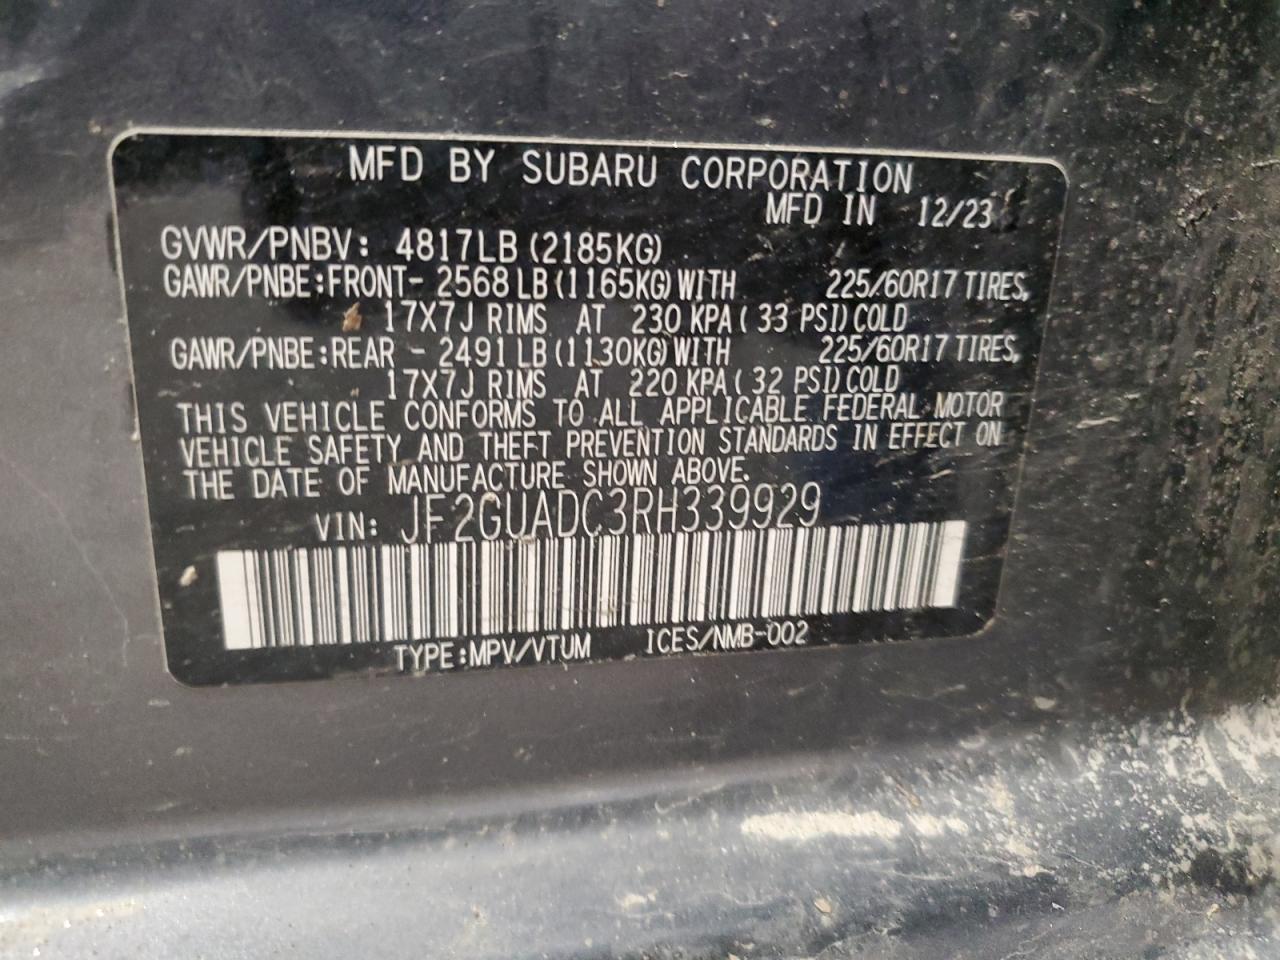 MFD BY SUBARU CORPORATION
MFD IN 12/23
GVWR/PNBV: 4817LB (2185KG)
GAWR/PNBE:FRONT- 2568 LB (1165KG) WITH 225/60R17 TIRES,
17X7J RIMS AT 230 KPA ( 33 PSI) COLD
GAWR/PNBE:REAR - 2491 LB (1130KG) WITH 225/60R17 TIRES,
17X7J RIMS AT 220 KPA ( 32 PSI) COLD
THIS VEHICLE CONFORMS TO ALL APPLICABLE FEDERAL MOTOR
VEHICLE SAFETY AND THEFT PREVENTION STANDARDS IN EFFECT ON
THE DATE OF MANUFACTURE SHOWN ABOVE.
VIN: JF2GUADC3RH339929
TYPE:MPV/VTUM ICES/NMB-002